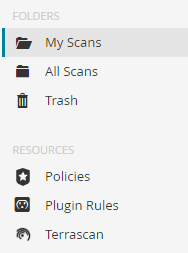 FOLDERS
My Scans
All Scans
Trash
RESOURCES
Policies
Plugin Rules
Terrascan